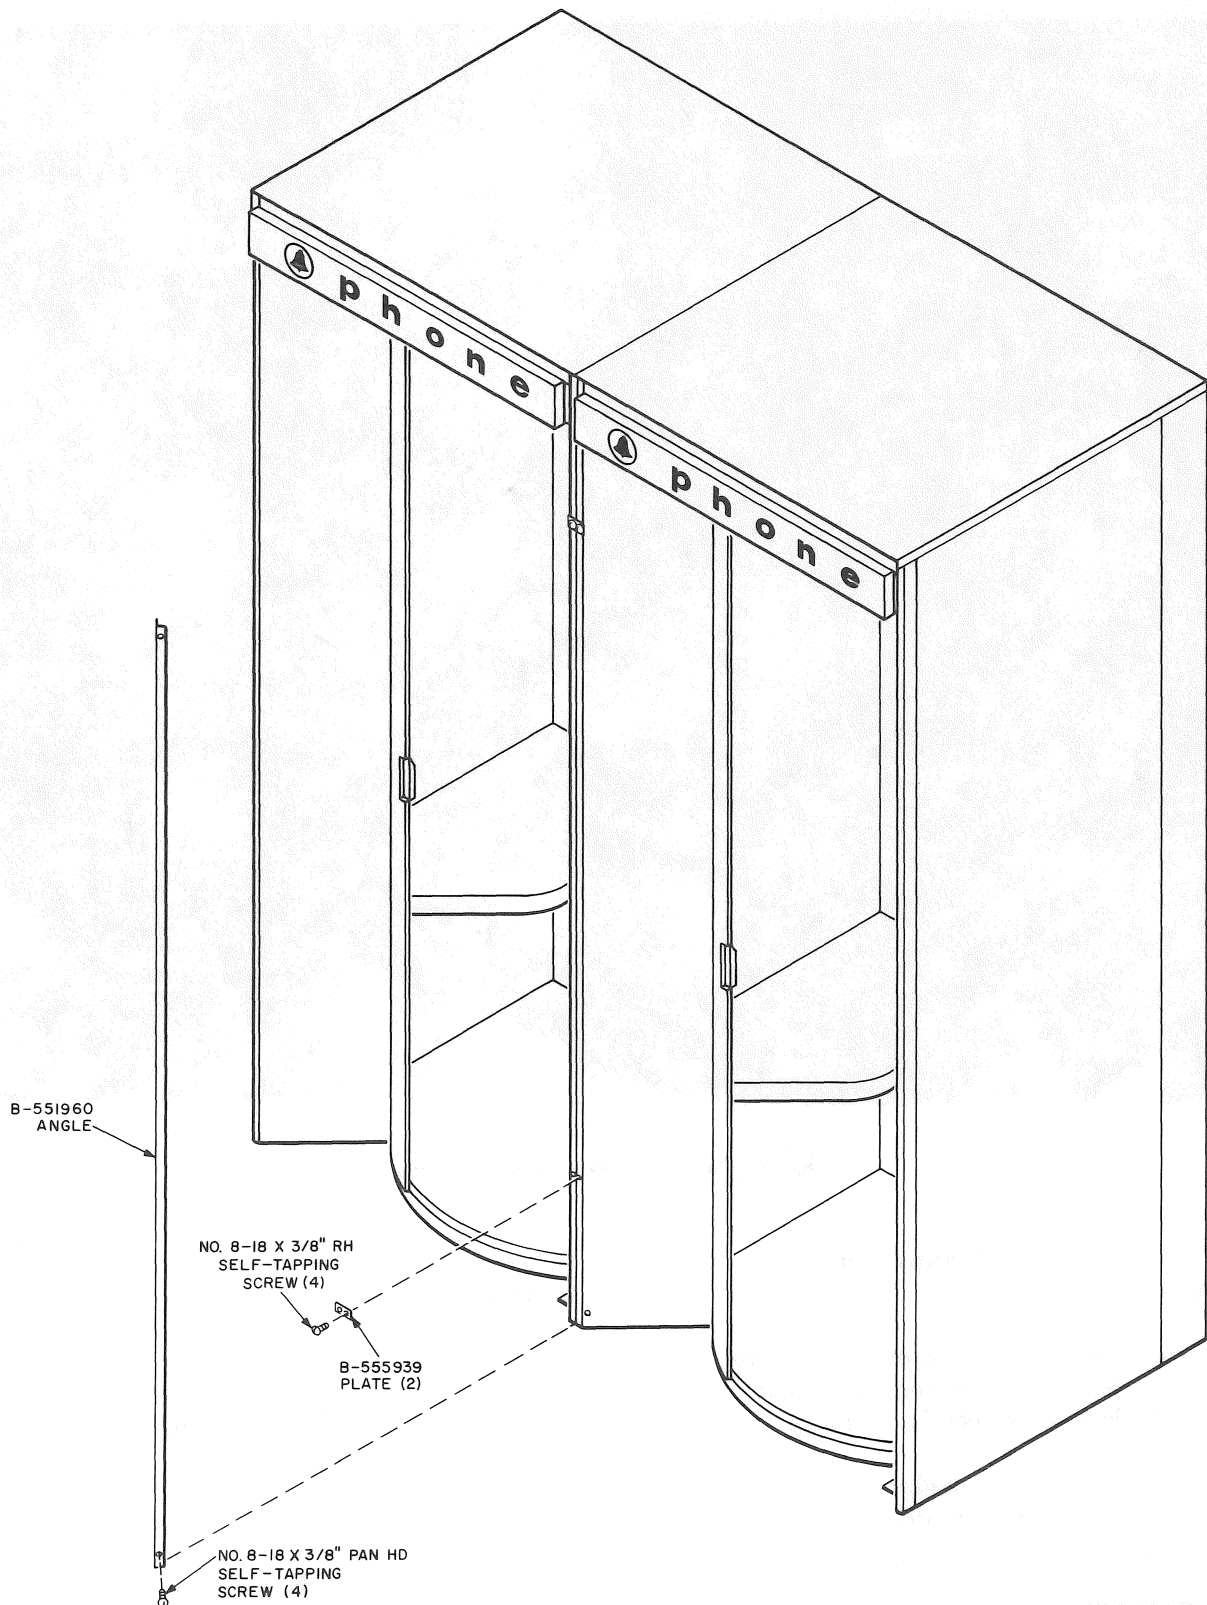 phone
phone
B-551960
ANGLE
NO. 8-18 X 3/8" RH
SELF-TAPPING
SCREW (4)
B-555939
PLATE (2)
NO. 8-18 X 3/8" PAN HD
SELF-TAPPING
SCREW (4)